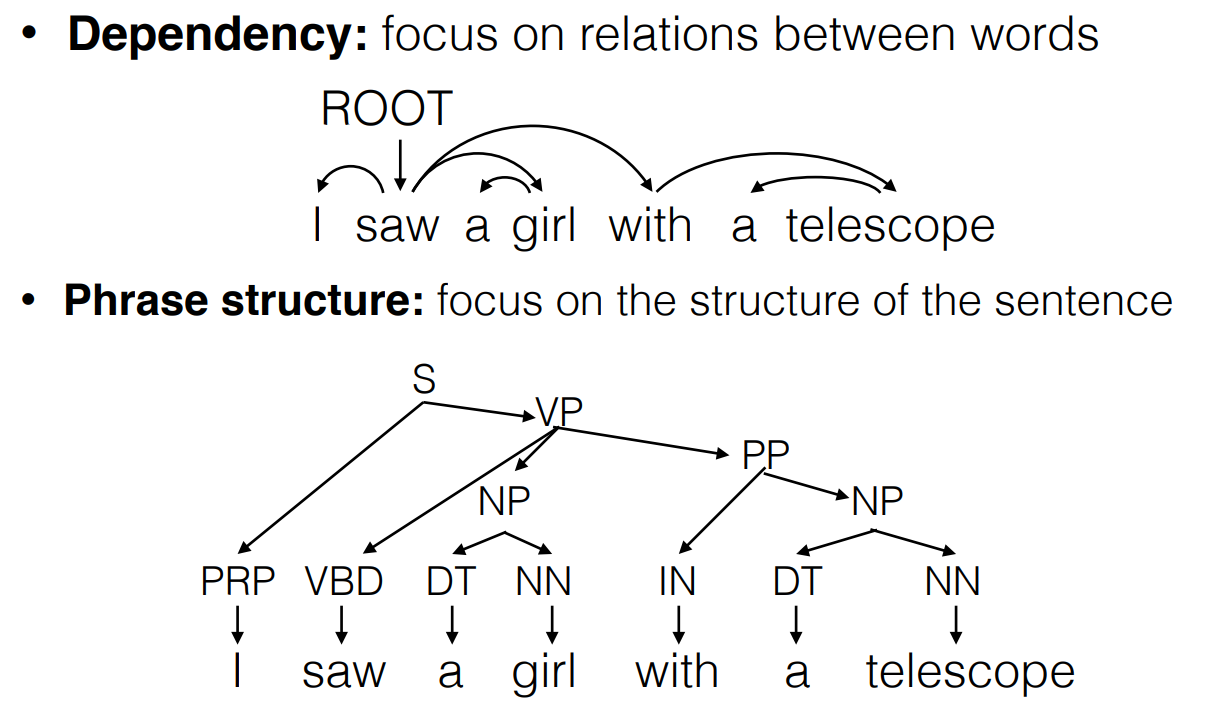 • Dependency: focus on relations between words
ROOT
I saw a girl with a telescope
• Phrase structure: focus on the structure of the sentence
S
VP
PP
NP NP
PRP VBD DT NN IN DT NN
I saw a girl with a telescope